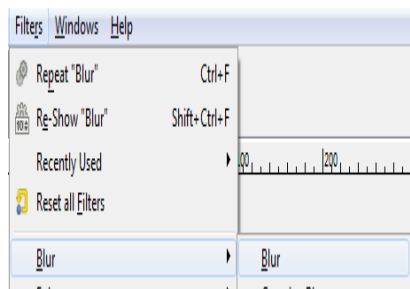 Filters Windows Help
Repeat "Blur" Ctrl+F
Re-Show "Blur" Shift+Ctrl+F
Recently Used
200
Reset all Filters
Blur Blur